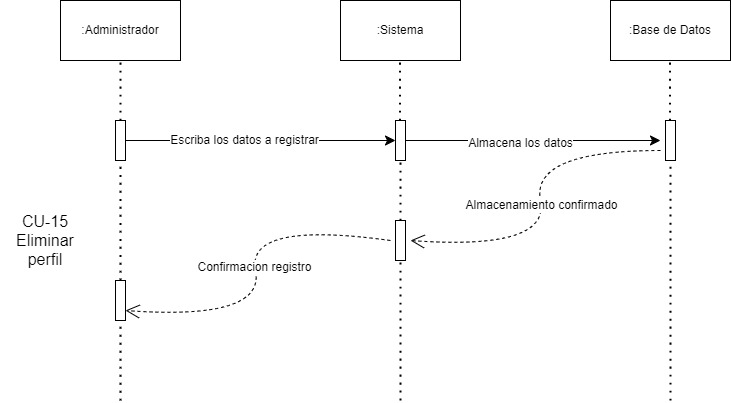 :Administrador
:Sistema
:Base de Datos
Escriba los datos a registrar
Almacena los datos
Almacenamiento confirmado
CU-15
Eliminar
perfil
Confirmacion registro